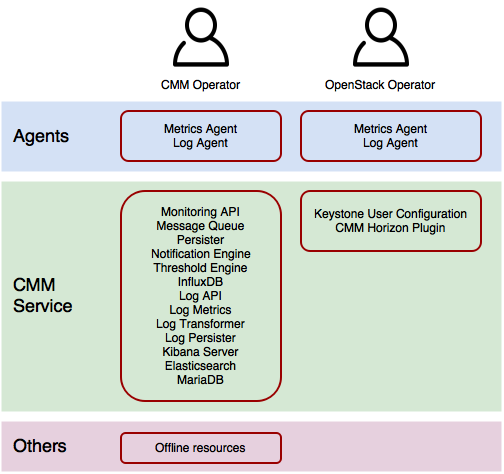 CMM Operator
OpenStack Operator
Agents
Metrics Agent
Log Agent
Metrics Agent
Log Agent
CMM
Service
Monitoring API
Message Queue
Persister
Notification Engine
Threshold Engine
InfluxDB
Log API
Log Metrics
Log Transformer
Log Persister
Kibana Server
Elasticsearch
MariaDB
Keystone User Configuration
CMM Horizon Plugin
Others
Offline resources